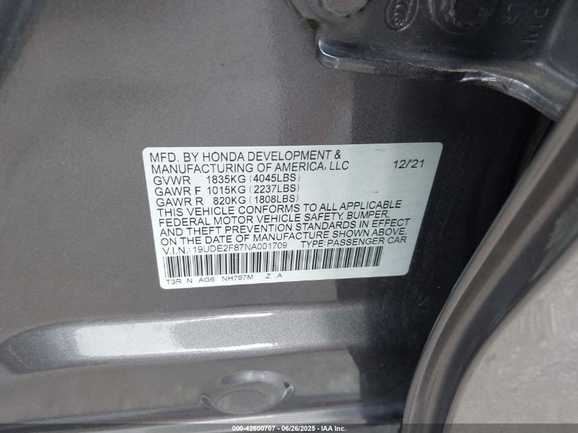 MFD. BY HONDA DEVELOPMENT &
MANUFACTURING OF AMERICA, LLC 12/21
GVWR 1835KG (4045LBS)
GAWR F 1015KG (2237LBS)
GAWR R 820KG (1808LBS)
THIS VEHICLE CONFORMS TO ALL APPLICABLE
FEDERAL MOTOR VEHICLE SAFETY, BUMPER,
AND THEFT PREVENTION STANDARDS IN EFFECT
ON THE DATE OF MANUFACTURE SHOWN ABOVE.
V.I.N.: 19UDE2F87NA001709 TYPE PASSENGER CAR
T3R N AG6 NH797M Z A
000-42600707 - 06/26/2025 - IAA Inc.